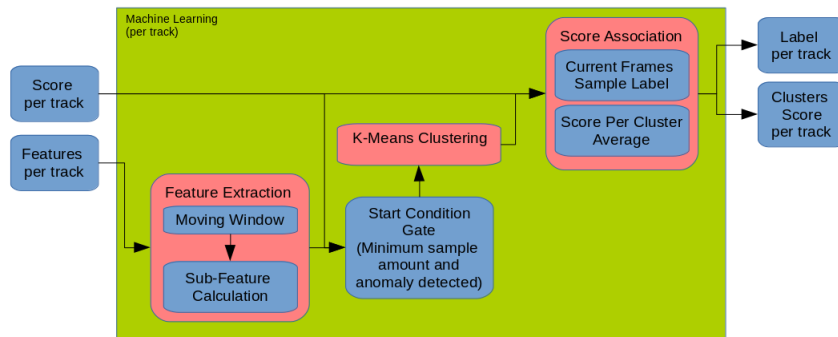 Machine Learning
(per track)
Score
per track
Features
per track
Feature Extraction
Moving Window
Sub-Feature
Calculation
K-Means Clustering
Start Condition
Gate
(Minimum sample
amount and
anomaly detected)
Score Association
Current Frames
Sample Label
Score Per Cluster
Average
Label
per track
Clusters
Score
per track